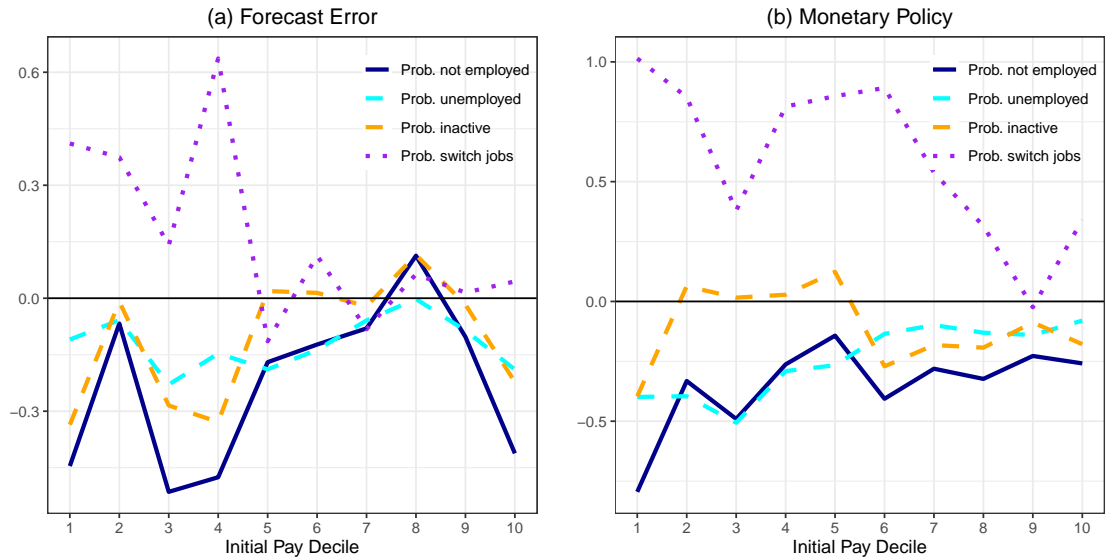 (a) Forecast Error
0.6
0.3
0.0
−0.3
Prob. not employed
Prob. unemployed
Prob. inactive
Prob. switch jobs
1 2 3 4 5 6 7 8 9 10
Initial Pay Decile
(b) Monetary Policy
1.0
0.5
0.0
−0.5
Prob. not employed
Prob. unemployed
Prob. inactive
Prob. switch jobs
1 2 3 4 5 6 7 8 9 10
Initial Pay Decile